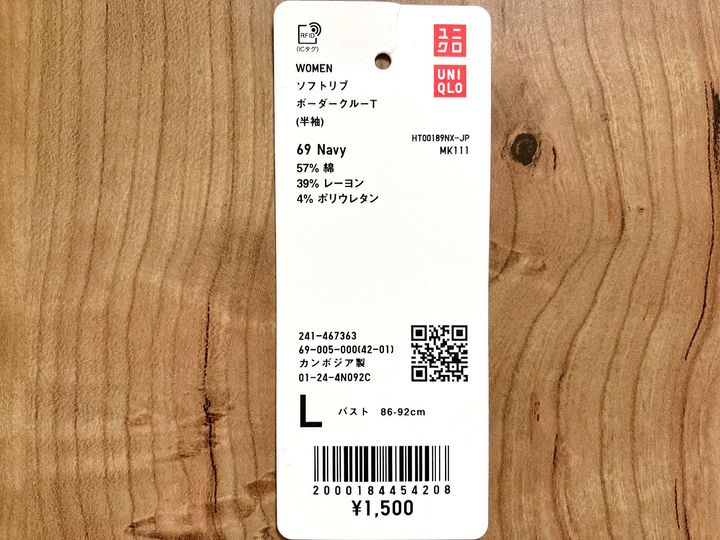 RFID
(ICタグ)
ユニ
クロ
UNI
QLO
WOMEN
ソフトリブ
ボーダークルーT
(半袖)
HT00189NX-JP
MK111
69 Navy
57% 綿
39% レーヨン
4% ポリウレタン
241-467363
69-005-000(42-01)
カンボジア製
01-24-4N092C
L バスト 86-92cm
2000184454208
¥1,500